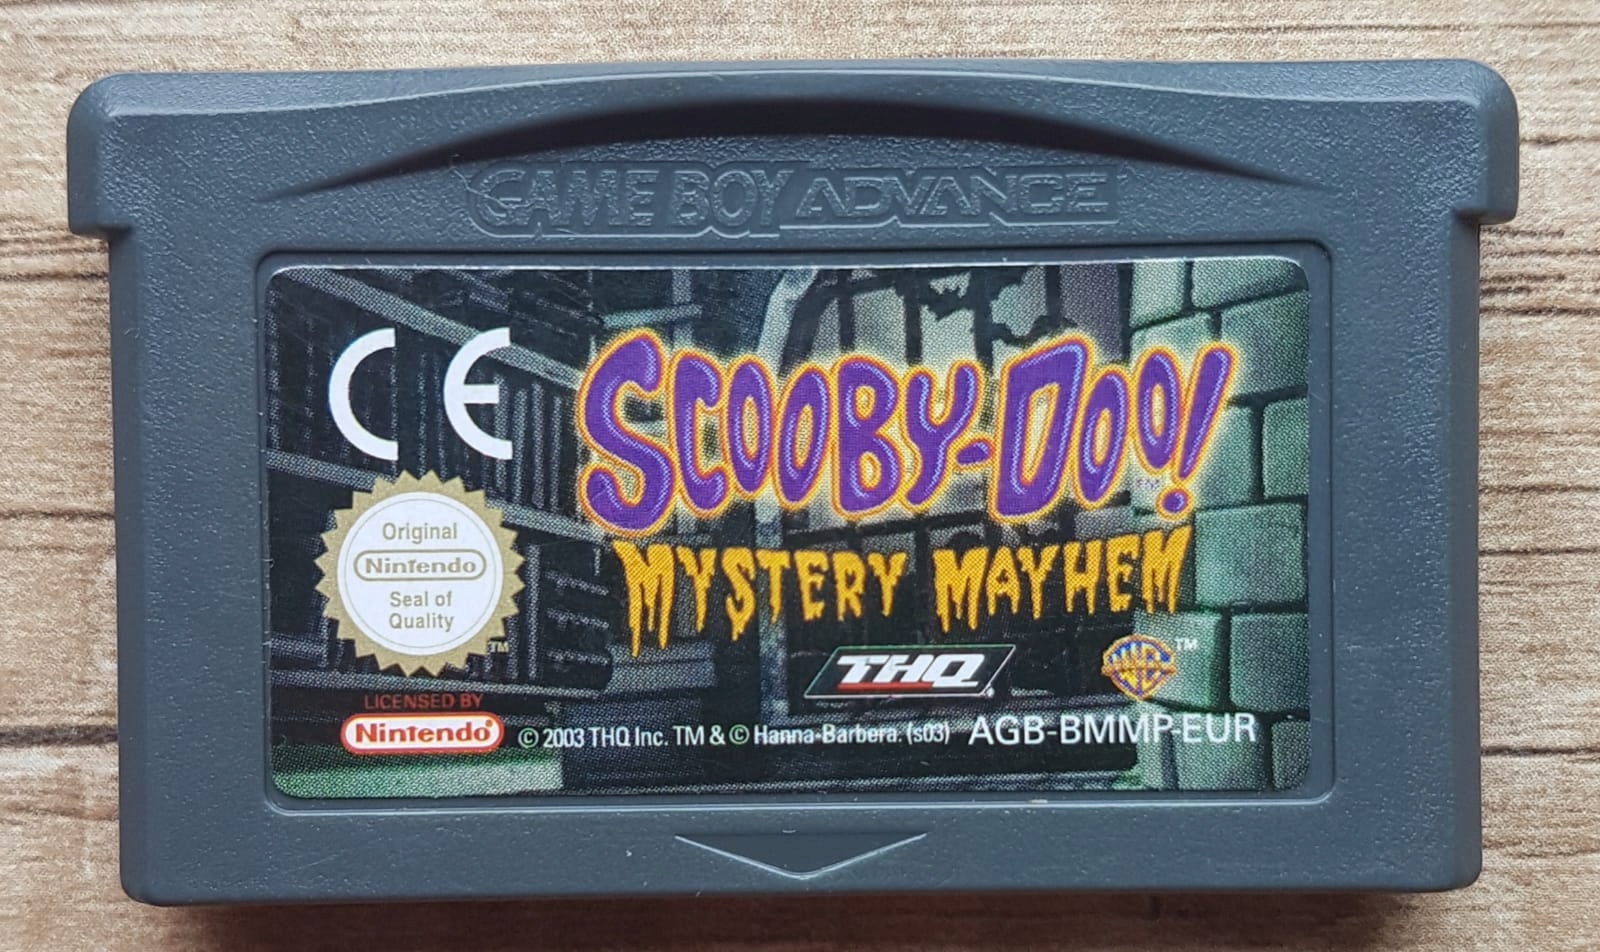 GAME BOY ADVANCE
CE
SCOOBY-DOO!
TM
MYSTERY MAYHEM
Original
Nintendo
Seal of
Quality
TM
THQ
WB TM
LICENSED BY
Nintendo®
© 2003 THQ Inc. TM & © Hanna-Barbera. (s03) AGB-BMMP-EUR